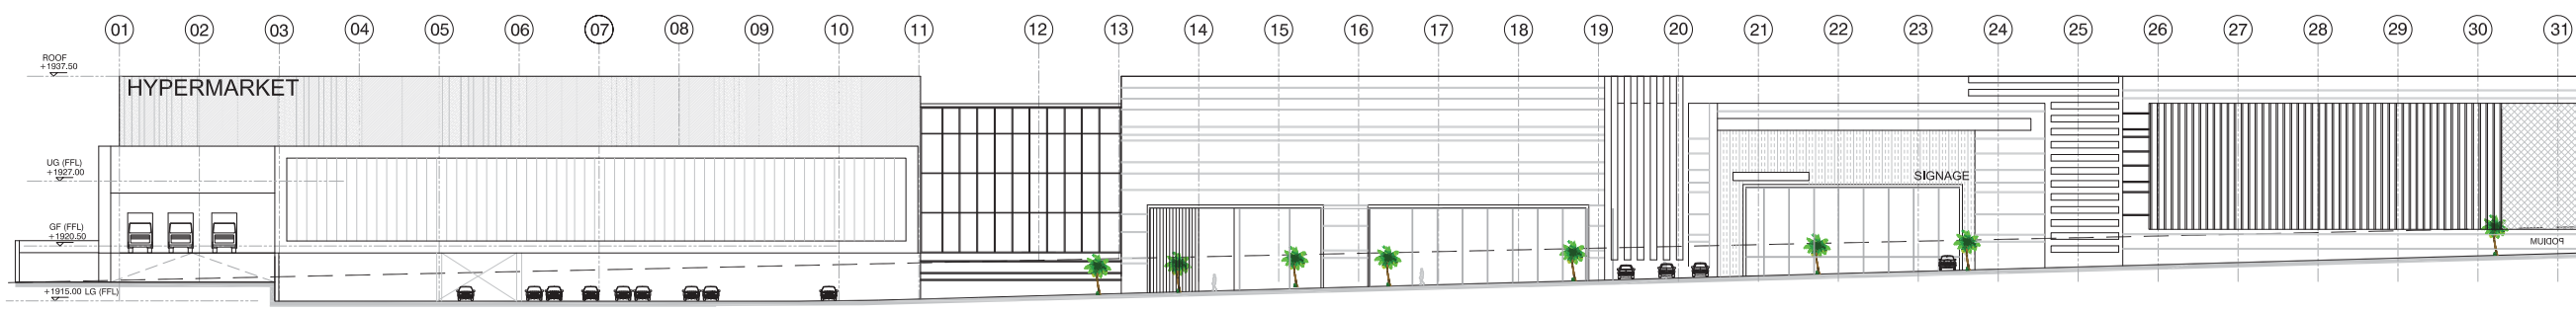 01 02 03 04 05 06 07 08 09 10 11 12 13 14 15 16 17 18 19 20 21 22 23 24 25 26 27 28 29 30 31
ROOF
+1937.50
HYPERMARKET
UG (FFL)
+1927.00
SIGNAGE
GF (FFL)
+1920.50
PODIUM
+1915.00 LG (FFL)